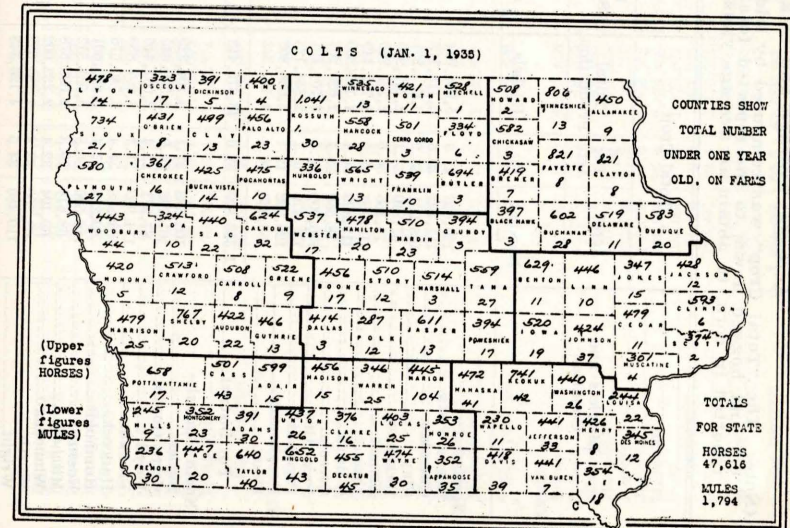 COLTS (JAN. 1, 1935)
COUNTIES SHOW
TOTAL NUMBER
UNDER ONE YEAR
OLD, ON FARMS
478 LYON 14
323 OSCEOLA 17
391 DICKINSON 5
400 EMMET 4
1,041 KOSSUTH 1. 30
535 WINNEBAGO 13
421 WORTH 11
528 MITCHELL 1
508 HOWARD 2
806 WINNESHIEK 13
450 ALLAMAKEE 9
734 SIOUX 21
431 O'BRIEN 8
499 CLAY 13
456 PALO ALTO 23
558 HANCOCK 28
501 CERRO GORDO 3
334 FLOYD 6
582 CHICKASAW 3
821 FAYETTE 8
821 CLAYTON 8
580 PLYMOUTH 27
361 CHEROKEE 16
425 BUENA VISTA 14
475 POCAHONTAS 10
336 HUMBOLDT —
565 WRIGHT 13
539 FRANKLIN 10
694 BUTLER 3
419 BREMER 7
443 WOODBURY 44
324 IDA 10
440 SAC 22
624 CALHOUN 32
537 WEBSTER 17
478 HAMILTON 20
510 HARDIN 23
394 GRUNDY 3
397 BLACK HAWK 3
602 BUCHANAN 28
519 DELAWARE 11
583 DUBUQUE 20
420 MONONA 5
513 CRAWFORD 12
508 CARROLL 8
522 GREENE 9
456 BOONE 17
510 STORY 12
514 MARSHALL 3
559 TAMA 27
629 BENTON 11
446 LINN 10
347 JONES 15
428 JACKSON 12
593 CLINTON 6
479 HARRISON 25
767 SHELBY 20
422 AUDUBON 22
466 GUTHRIE 13
414 DALLAS 3
287 POLK 12
611 JASPER 13
394 POWESHIEK 17
520 IOWA 19
424 JOHNSON 37
479 CEDAR 11
SCOTT 2
361 MUSCATINE 4
(Upper
figures
HORSES)
658 POTTAWATTAMIE 17
501 CASS 43
599 ADAIR 15
456 MADISON 15
346 WARREN 25
445 MARION 104
472 MAHASKA 41
741 KEOKUK 42
440 WASHINGTON 26
244 LOUISA 22
(Lower
figures
MULES)
245 MILLS 9
352 MONTGOMERY 23
391 ADAMS 30
437 UNION 26
376 CLARKE 16
403 LUCAS 25
353 MONROE 26
230 WAPELLO 11
441 JEFFERSON 33
426 HENRY 8
345 DES MOINES 12
236 FREMONT 30
447 PAGE 20
640 TAYLOR 40
652 RINGGOLD 43
455 DECATUR 45
474 WAYNE 30
352 APPANOOSE 35
418 DAVIS 39
441 VAN BUREN 7
354 LEE 18
TOTALS
FOR STATE
HORSES
47,616
MULES
1,794